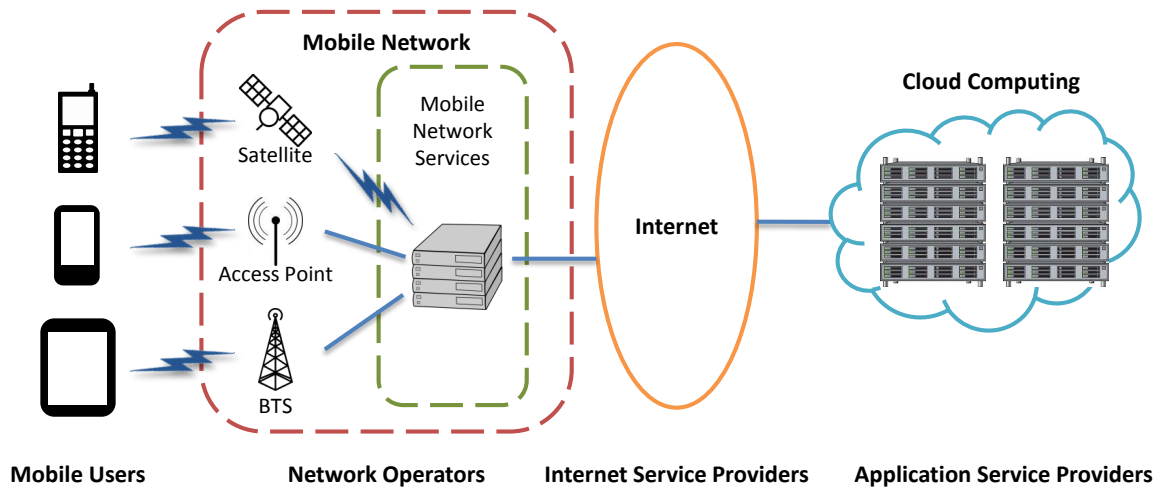 Mobile Network
Cloud Computing
Mobile
Network
Services
Satellite
Internet
Access Point
BTS
Mobile Users
Network Operators
Internet Service Providers
Application Service Providers